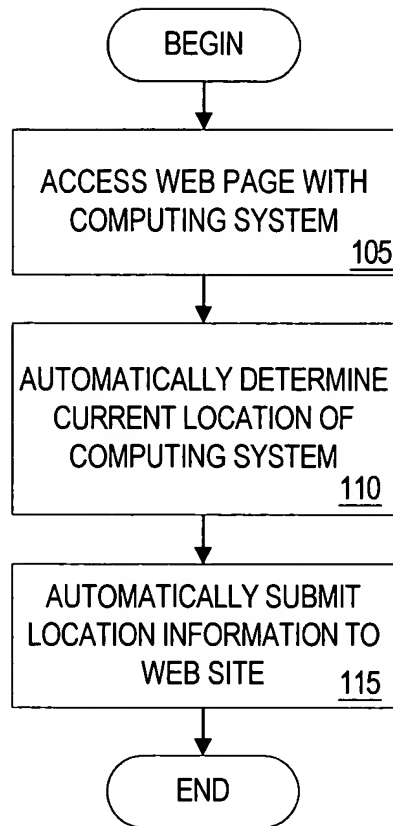 BEGIN
ACCESS WEB PAGE WITH
COMPUTING SYSTEM
105
AUTOMATICALLY DETERMINE
CURRENT LOCATION OF
COMPUTING SYSTEM
110
AUTOMATICALLY SUBMIT
LOCATION INFORMATION TO
WEB SITE
115
END